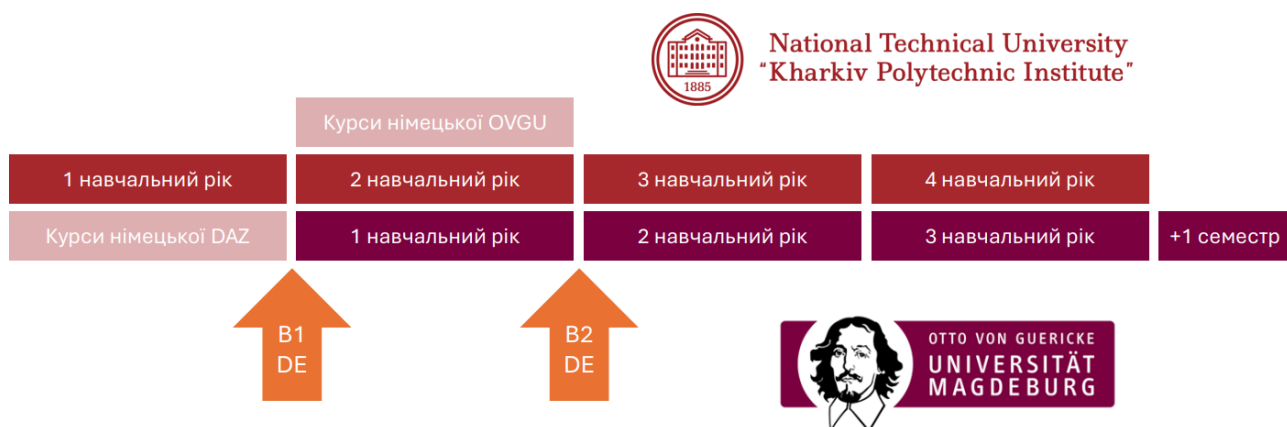 National Technical University
"Kharkiv Polytechnic Institute"
1885
Курси німецької OVGU
1 навчальний рік
2 навчальний рік
3 навчальний рік
4 навчальний рік
Курси німецької DAZ
1 навчальний рік
2 навчальний рік
3 навчальний рік
+1 семестр
B1
DE
B2
DE
OTTO VON GUERICKE
UNIVERSITÄT
MAGDEBURG